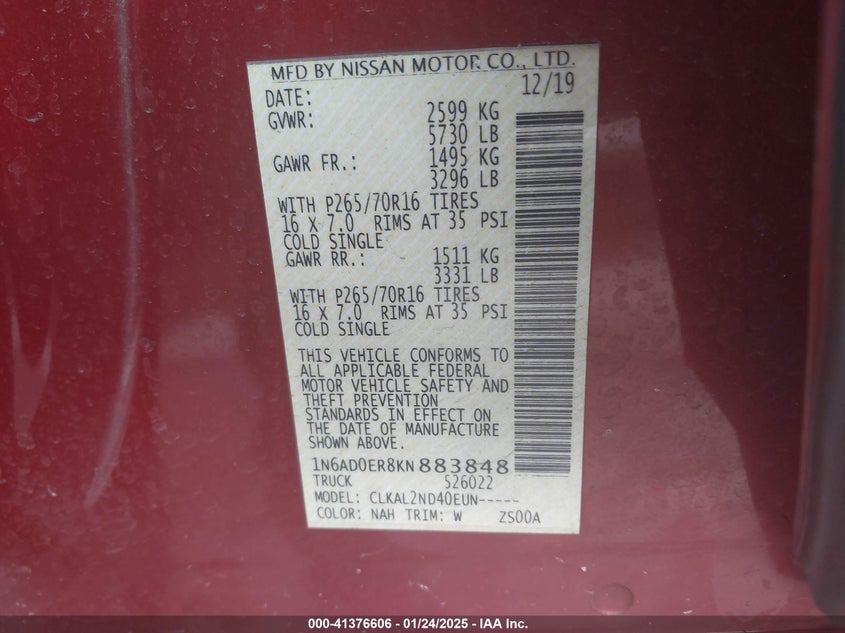 MFD BY NISSAN MOTOR CO., LTD.
DATE: 12/19
GVWR: 2599 KG
5730 LB
GAWR FR.: 1495 KG
3296 LB
WITH P265/70R16 TIRES
16 X 7.0 RIMS AT 35 PSI
COLD SINGLE
GAWR RR.: 1511 KG
3331 LB
WITH P265/70R16 TIRES
16 X 7.0 RIMS AT 35 PSI
COLD SINGLE
THIS VEHICLE CONFORMS TO
ALL APPLICABLE FEDERAL
MOTOR VEHICLE SAFETY AND
THEFT PREVENTION
STANDARDS IN EFFECT ON
THE DATE OF MANUFACTURE
SHOWN ABOVE.
1N6AD0ER8KN883848
TRUCK 526022
MODEL: CLKAL2ND40EUN-----
COLOR: NAH TRIM: W ZS00A
000-41376606 - 01/24/2025 - IAA Inc.